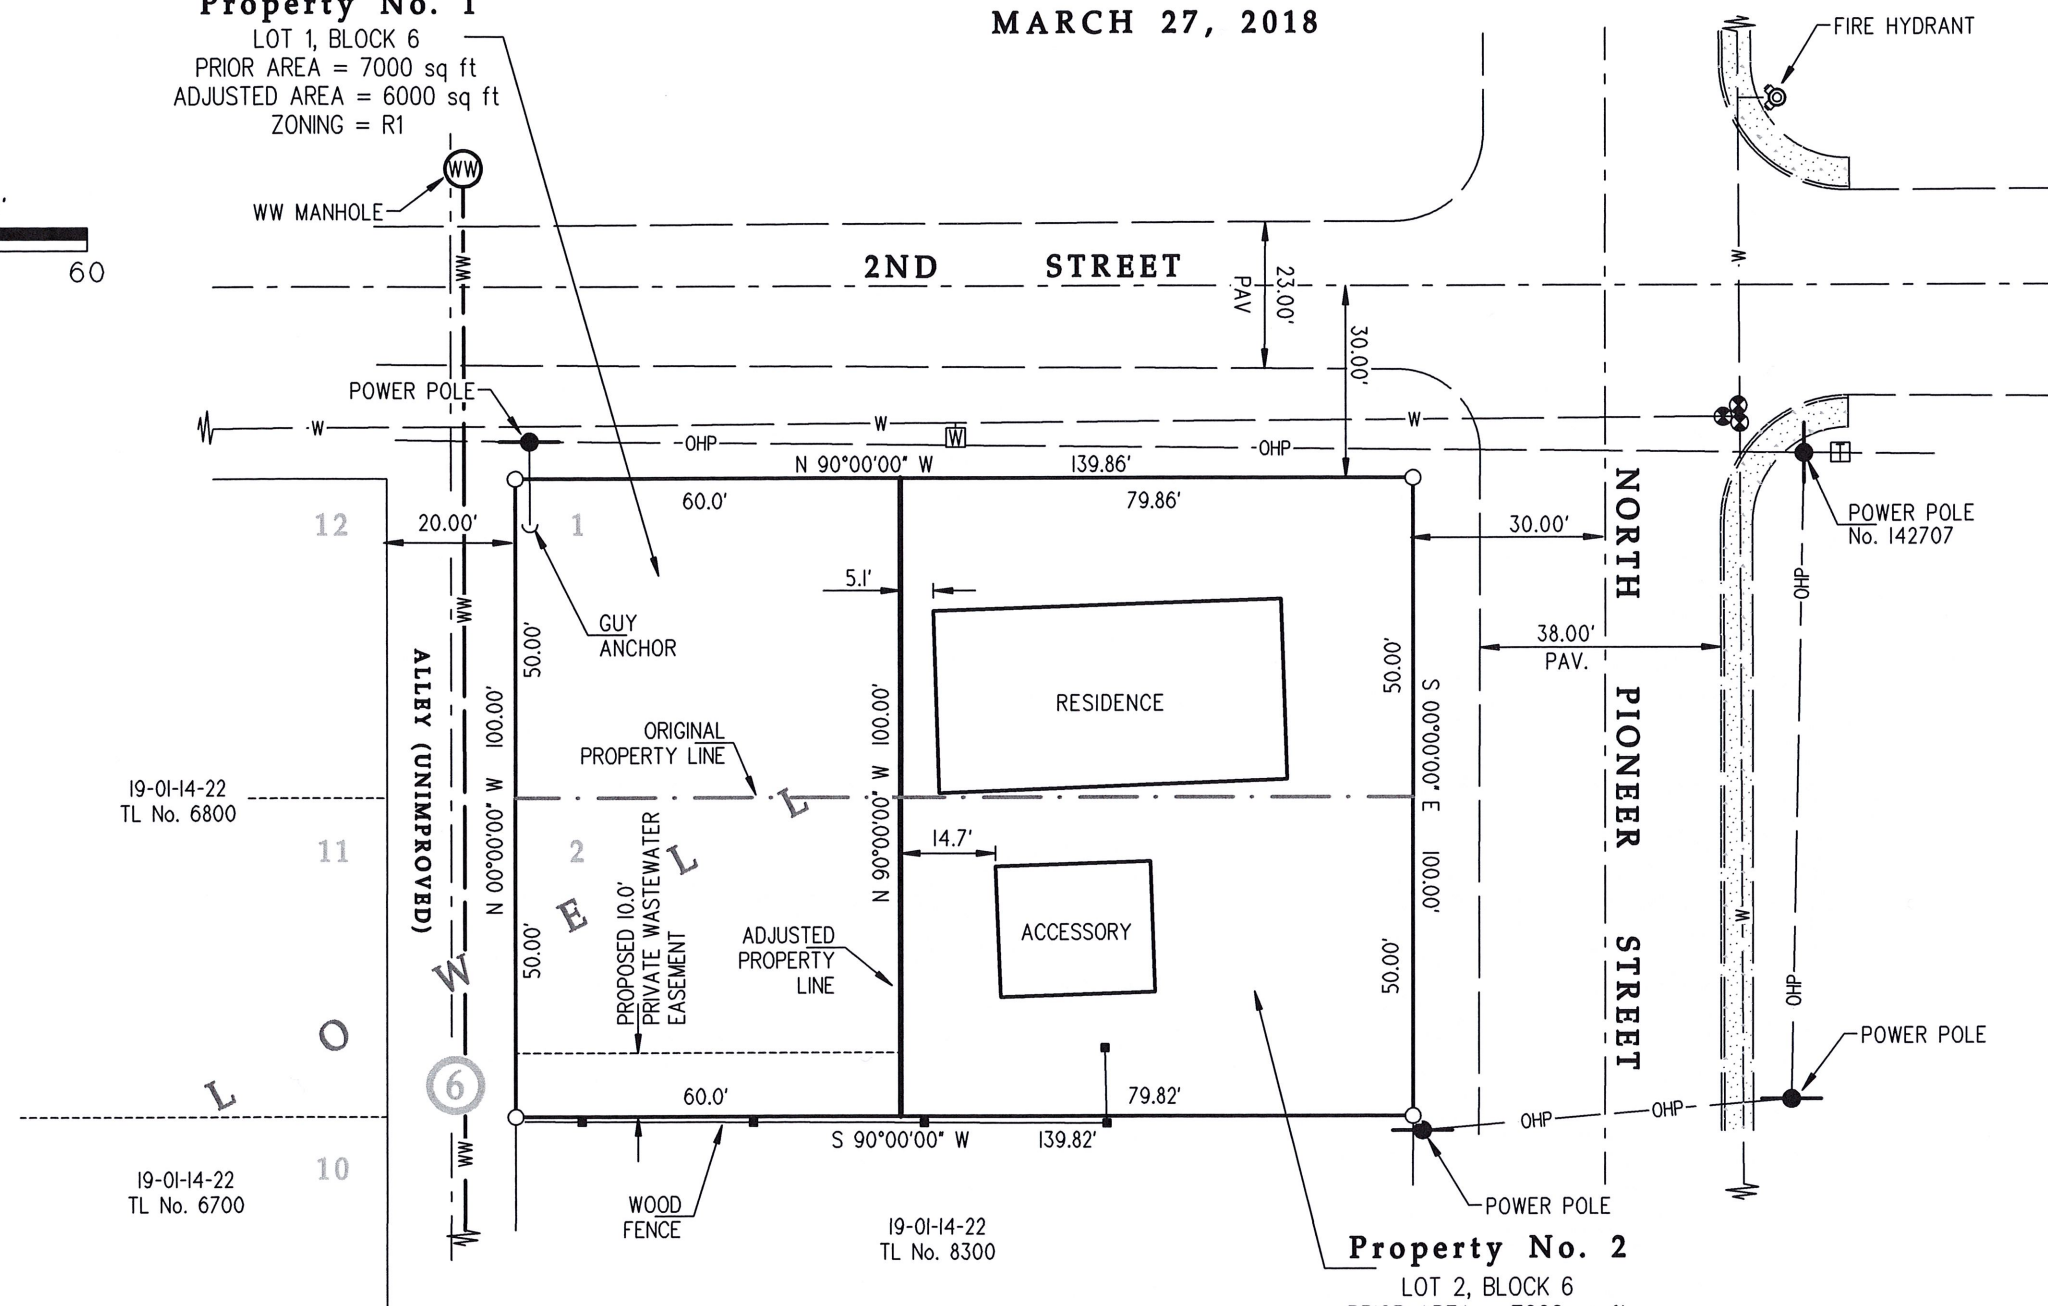 Property No. 1
LOT 1, BLOCK 6
PRIOR AREA = 7000 sq ft
ADJUSTED AREA = 6000 sq ft
ZONING = R1
MARCH 27, 2018
FIRE HYDRANT
WW
WW MANHOLE
60
WW
2ND STREET
23.00'
PAV
30.00'
W
POWER POLE
W
W
W
OHP
W
OHP
T
N 90°00'00" W 139.86'
60.0'
79.86'
POWER POLE
No. 142707
12
20.00'
1
30.00'
5.1'
OHP
GUY
ANCHOR
WW
50.00'
50.00'
38.00'
PAV.
NORTH PIONEER STREET
ALLEY (UNIMPROVED)
N 00°00'00" W 100.00'
N 90°00'00" W 100.00'
S 00°00'00" E 100.00'
RESIDENCE
ORIGINAL
PROPERTY LINE
19-01-14-22
TL No. 6800
11
2
14.7'
LOWELL
PROPOSED 10.0'
PRIVATE WASTEWATER
EASEMENT
50.00'
50.00'
ADJUSTED
PROPERTY
LINE
ACCESSORY
W
OHP
POWER POLE
6
60.0'
79.82'
OHP
OHP
S 90°00'00" W 139.82'
WW
10
19-01-14-22
TL No. 6700
WOOD
FENCE
19-01-14-22
TL No. 8300
POWER POLE
Property No. 2
LOT 2, BLOCK 6